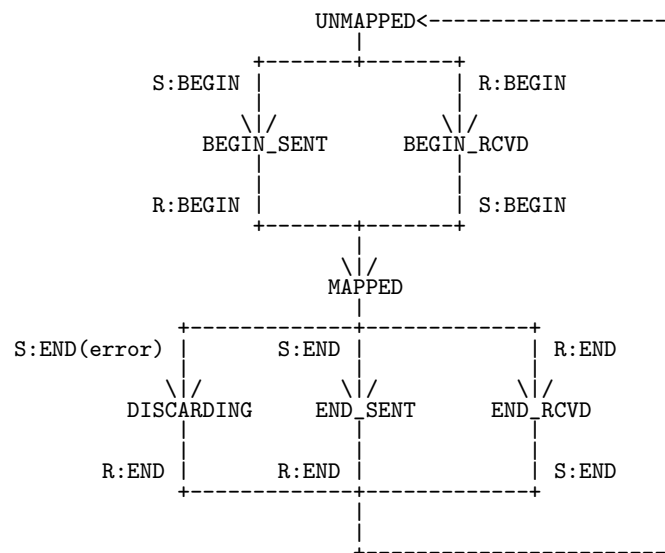 UNMAPPED<
S:BEGIN R:BEGIN
BEGIN_SENT BEGIN_RCVD
R:BEGIN S:BEGIN
MAPPED
S:END(error) S:END R:END
DISCARDING END_SENT END_RCVD
R:END R:END S:END